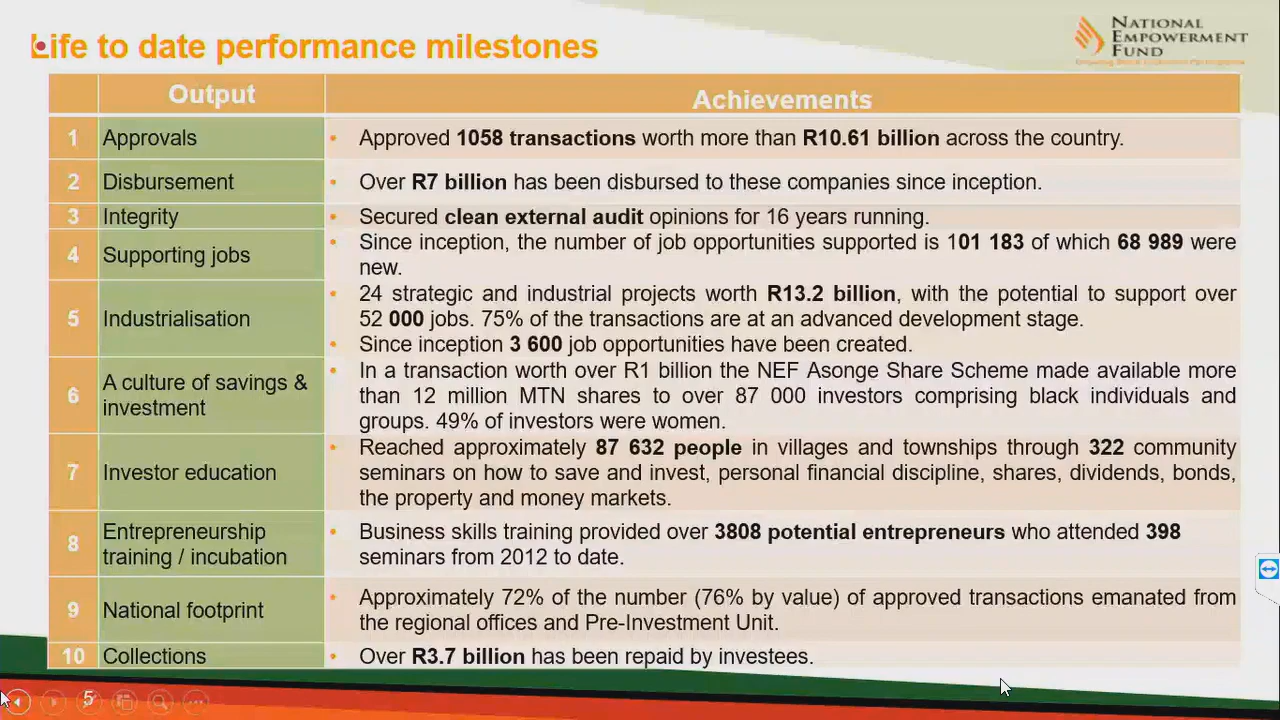 Life to date performance milestones
NATIONAL
EMPOWERMENT
FUND
Output
Achievements
1
Approvals
• Approved 1058 transactions worth more than R10.61 billion across the country.
2
Disbursement
• Over R7 billion has been disbursed to these companies since inception.
3
Integrity
• Secured clean external audit opinions for 16 years running.
4
Supporting jobs
• Since inception, the number of job opportunities supported is 101 183 of which 68 989 were
new.
5
Industrialisation
• 24 strategic and industrial projects worth R13.2 billion, with the potential to support over
52 000 jobs. 75% of the transactions are at an advanced development stage.
• Since inception 3 600 job opportunities have been created.
6
A culture of savings &
investment
• In a transaction worth over R1 billion the NEF Asonge Share Scheme made available more
than 12 million MTN shares to over 87 000 investors comprising black individuals and
groups. 49% of investors were women.
7
Investor education
• Reached approximately 87 632 people in villages and townships through 322 community
seminars on how to save and invest, personal financial discipline, shares, dividends, bonds,
the property and money markets.
8
Entrepreneurship
training / incubation
• Business skills training provided over 3808 potential entrepreneurs who attended 398
seminars from 2012 to date.
9
National footprint
• Approximately 72% of the number (76% by value) of approved transactions emanated from
the regional offices and Pre-Investment Unit.
10
Collections
• Over R3.7 billion has been repaid by investees.
5